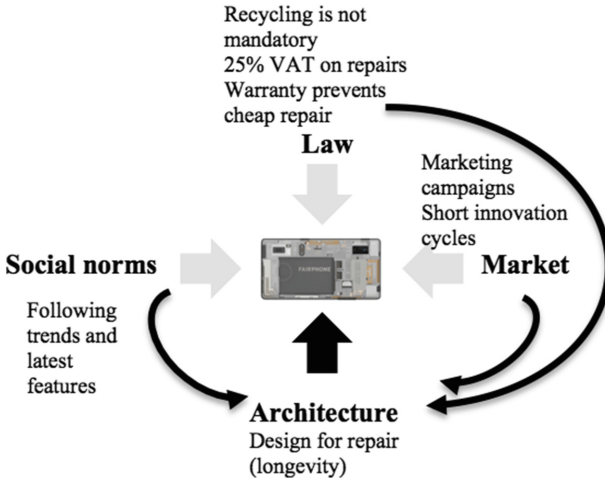 Recycling is not
mandatory
25% VAT on repairs
Warranty prevents
cheap repair
Law
Marketing
campaigns
Short innovation
cycles
Social norms
FAIRPHONE
Market
Following
trends and
latest
features
Architecture
Design for repair
(longevity)